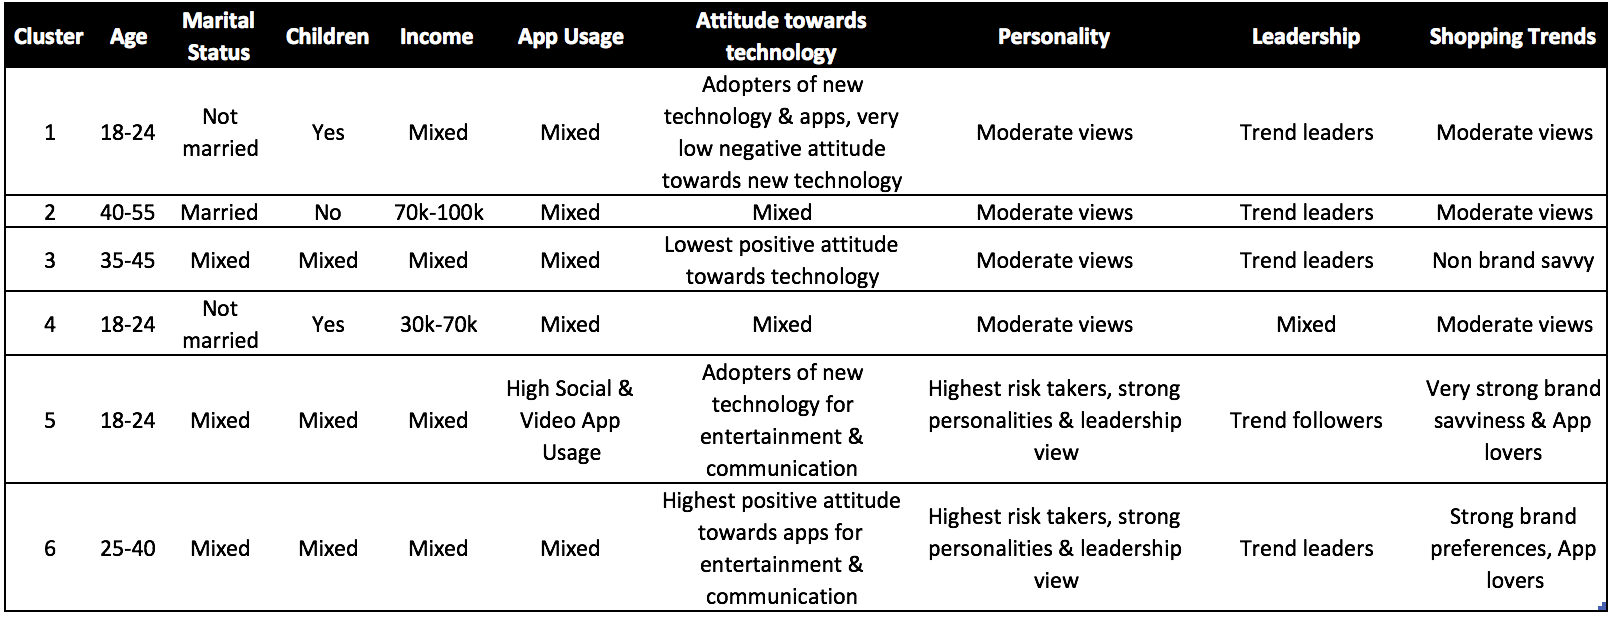 Cluster Age Marital Status Children Income App Usage Attitude towards technology Personality Leadership Shopping Trends
1 18-24 Not married Yes Mixed Mixed Adopters of new technology & apps, very low negative attitude towards new technology Moderate views Trend leaders Moderate views
2 40-55 Married No 70k-100k Mixed Mixed Moderate views Trend leaders Moderate views
3 35-45 Mixed Mixed Mixed Mixed Lowest positive attitude towards technology Moderate views Trend leaders Non brand savvy
4 18-24 Not married Yes 30k-70k Mixed Mixed Moderate views Mixed Moderate views
5 18-24 Mixed Mixed Mixed High Social & Video App Usage Adopters of new technology for entertainment & communication Highest risk takers, strong personalities & leadership view Trend followers Very strong brand savviness & App lovers
6 25-40 Mixed Mixed Mixed Mixed Highest positive attitude towards apps for entertainment & communication Highest risk takers, strong personalities & leadership view Trend leaders Strong brand preferences, App lovers